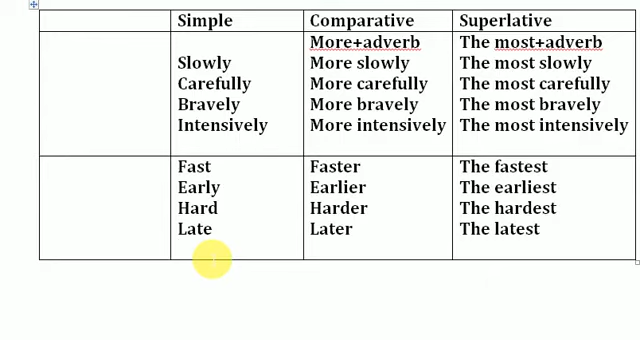 Simple Comparative Superlative
More+adverb The most+adverb
Slowly More slowly The most slowly
Carefully More carefully The most carefully
Bravely More bravely The most bravely
Intensively More intensively The most intensively
Fast Faster The fastest
Early Earlier The earliest
Hard Harder The hardest
Late Later The latest